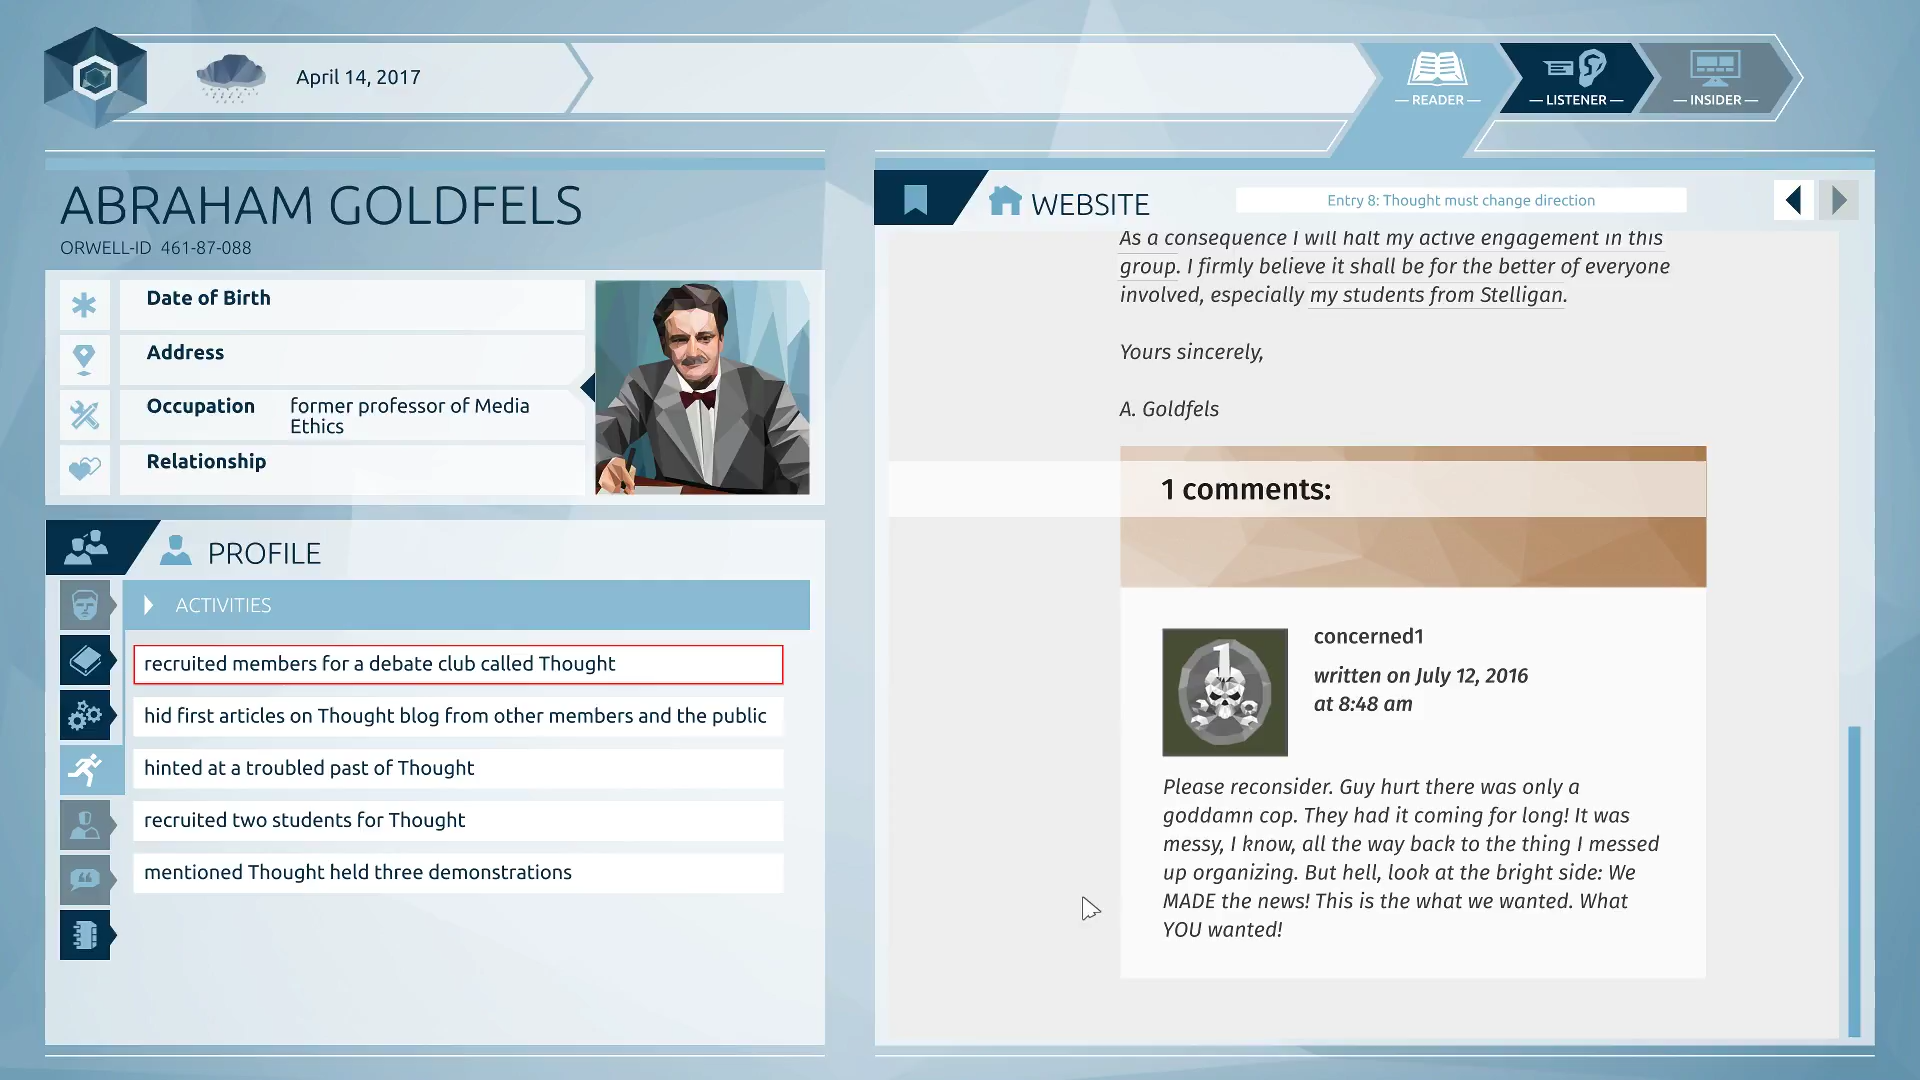 April 14, 2017
— READER —
— LISTENER —
— INSIDER —
ABRAHAM GOLDFELS
ORWELL-ID 461-87-088
Date of Birth
Address
Occupation former professor of Media
Ethics
Relationship
PROFILE
ACTIVITIES
recruited members for a debate club called Thought
hid first articles on Thought blog from other members and the public
hinted at a troubled past of Thought
recruited two students for Thought
mentioned Thought held three demonstrations
WEBSITE
Entry 8: Thought must change direction
As a consequence I will halt my active engagement in this
group. I firmly believe it shall be for the better of everyone
involved, especially my students from Stelligan.
Yours sincerely,
A. Goldfels
1 comments:
1
concerned1
written on July 12, 2016
at 8:48 am
Please reconsider. Guy hurt there was only a
goddamn cop. They had it coming for long! It was
messy, I know, all the way back to the thing I messed
up organizing. But hell, look at the bright side: We
MADE the news! This is the what we wanted. What
YOU wanted!